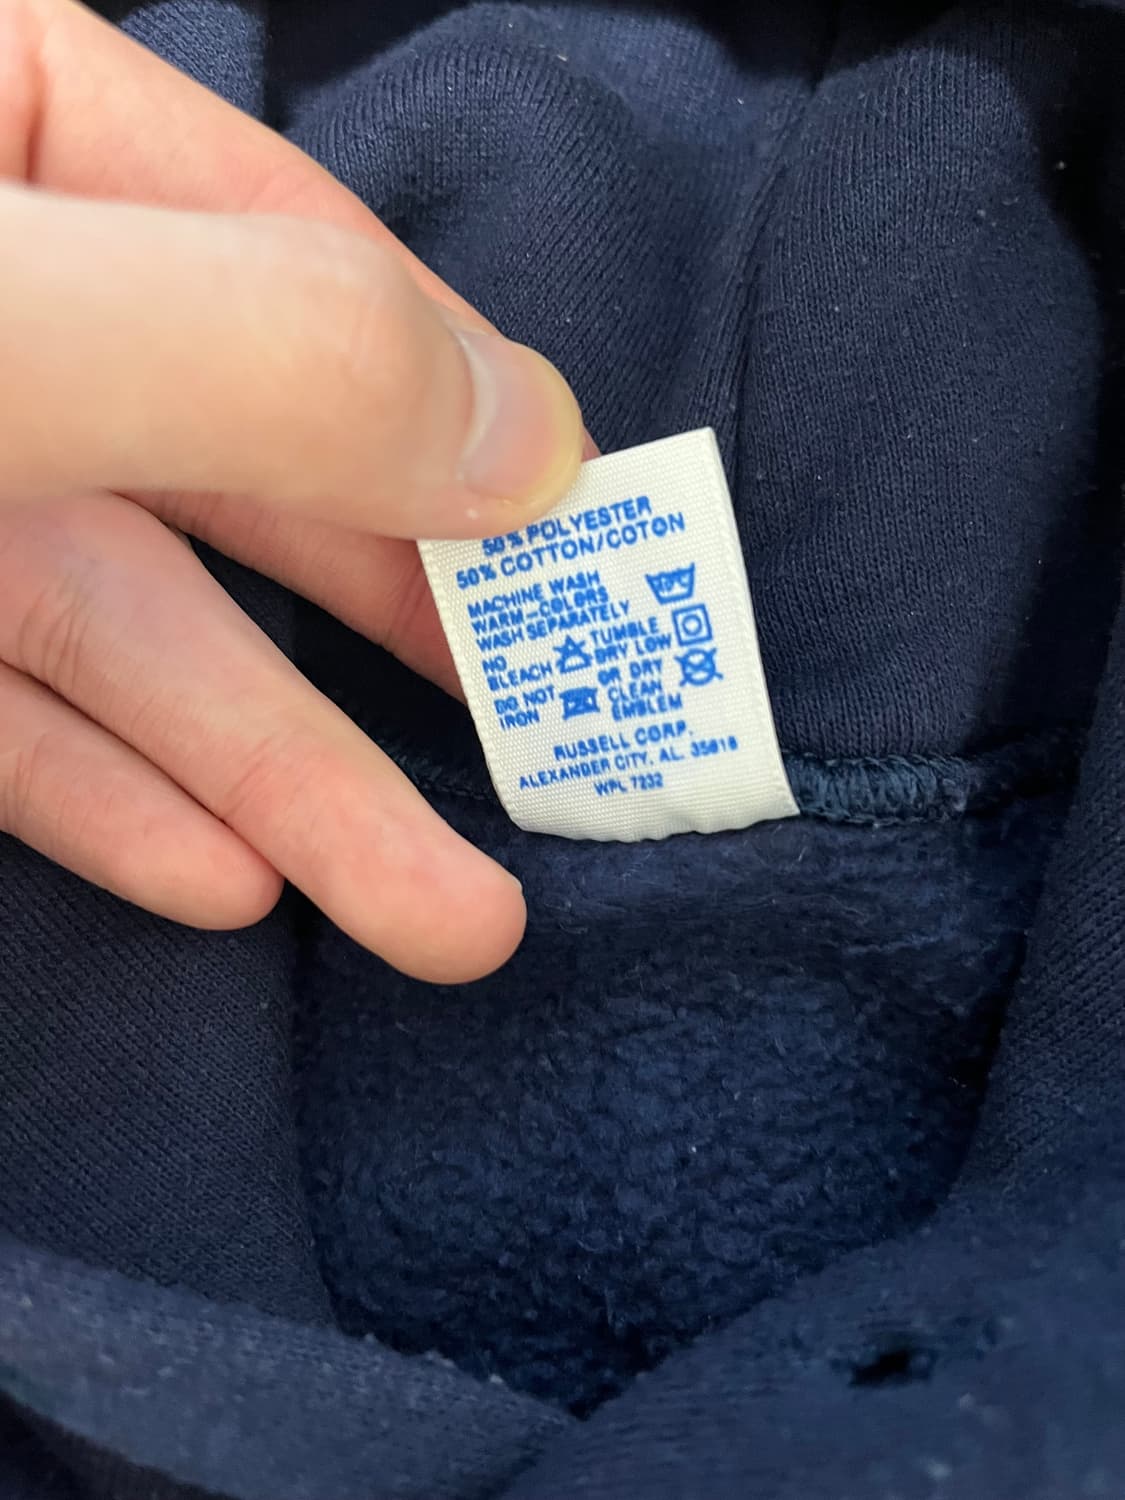 50% POLYESTER
50% COTTON/COTON
MACHINE WASH
WARM-COLORS
WASH SEPARATELY
NO
BLEACH
TUMBLE
DRY LOW
OR DRY
CLEAN
EMBLEM
DO NOT
IRON
RUSSELL CORP.
ALEXANDER CITY, AL.
WPL 7232